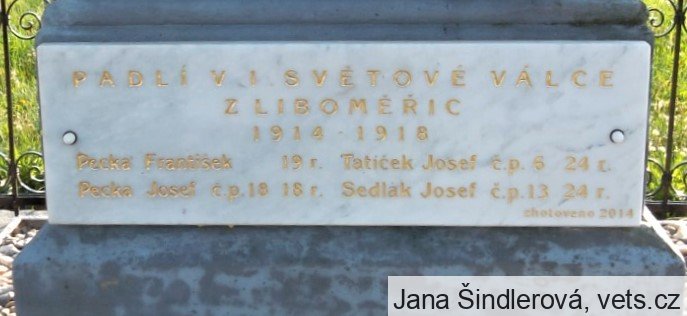 PADLÍ V I. SVĚTOVÉ VÁLCE
Z LIBOMĚŘIC
1914 - 1918
Pecka František 19 r. Tatíček Josef č.p. 6 24 r.
Pecka Josef č.p. 18 18 r. Sedlák Josef č.p. 13 24 r.
zhotoveno 2014
Jana Šindlerová, vets.cz